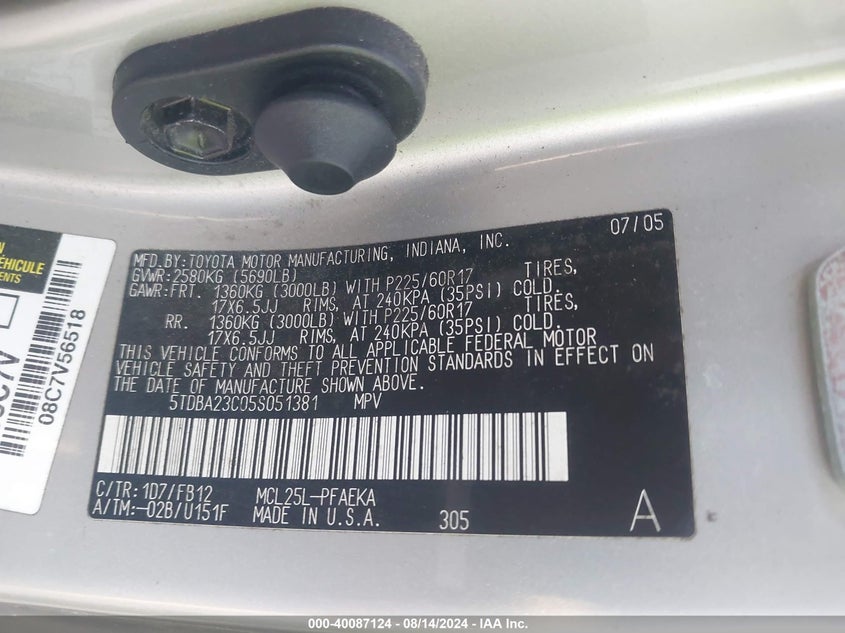 07/05
MFD.BY:TOYOTA MOTOR MANUFACTURING, INDIANA, INC.
GVWR:2580KG (5690LB)
GAWR:FRT. 1360KG (3000LB) WITH P225/60R17 TIRES,
17X6.5JJ RIMS, AT 240KPA (35PSI) COLD.
RR. 1360KG (3000LB) WITH P225/60R17 TIRES,
17X6.5JJ RIMS, AT 240KPA (35PSI) COLD.
THIS VEHICLE CONFORMS TO ALL APPLICABLE FEDERAL MOTOR
VEHICLE SAFETY AND THEFT PREVENTION STANDARDS IN EFFECT ON
THE DATE OF MANUFACTURE SHOWN ABOVE.
5TDBA23C05S051381 MPV
C/TR:1D7/FB12 MCL25L-PFAEKA
A/TM:-02B/U151F MADE IN U.S.A. 305 A
08C7V56518
000-40087124 - 08/14/2024 - IAA Inc.